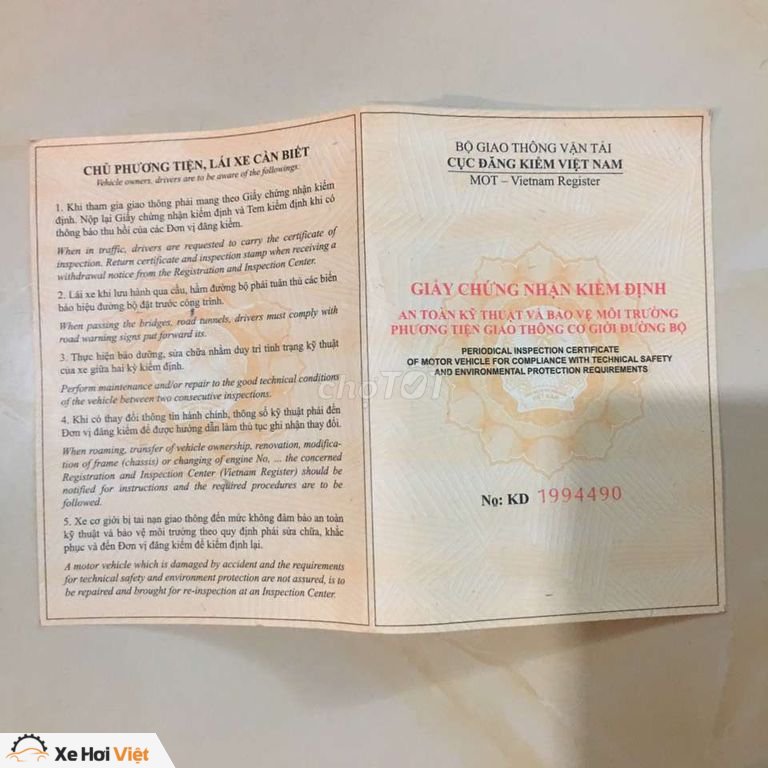 CHỦ PHƯƠNG TIỆN, LÁI XE CẦN BIẾT
Vehicle owners, drivers are to be aware of the followings.
1. Khi tham gia giao thông phải mang theo Giấy chứng nhận kiểm
định. Nộp lại Giấy chứng nhận kiểm định và Tem kiểm định khi có
thông báo thu hồi của các Đơn vị đăng kiểm.
When in traffic, drivers are requested to carry the certificate of
inspection. Return certificate and inspection stamp when receiving a
withdrawal notice from the Registration and Inspection Center.
2. Lái xe khi lưu hành qua cầu, hầm đường bộ phải tuân thủ các biển
báo hiệu đường bộ đặt trước công trình.
When passing the bridges, road tunnels, drivers must comply with
road warning signs put forward its.
3. Thực hiện bảo dưỡng, sửa chữa nhằm duy trì tình trạng kỹ thuật
của xe giữa hai kỳ kiểm định.
Perform maintenance and/or repair to the good technical conditions
of the vehicle between two consecutive inspections.
4. Khi có thay đổi thông tin hành chính, thông số kỹ thuật phải đến
Đơn vị đăng kiểm để được hướng dẫn làm thủ tục ghi nhận thay đổi.
When roaming, transfer of vehicle ownership, renovation, modifica-
tion of frame (chassis) or changing of engine No, ... the concerned
Registration and Inspection Center (Vietnam Register) should be
notified for instructions and the required procedures are to be
followed.
5. Xe cơ giới bị tai nạn giao thông đến mức không đảm bảo an toàn
kỹ thuật và bảo vệ môi trường theo quy định phải sửa chữa, khắc
phục và đến Đơn vị đăng kiểm để kiểm định lại.
A motor vehicle which is damaged by accident and the requirements
for technical safety and environment protection are not assured, is to
be repaired and brought for re-inspection at an Inspection Center.
BỘ GIAO THÔNG VẬN TẢI
CỤC ĐĂNG KIỂM VIỆT NAM
MOT – Vietnam Register
GIẤY CHỨNG NHẬN KIỂM ĐỊNH
AN TOÀN KỸ THUẬT VÀ BẢO VỆ MÔI TRƯỜNG
PHƯƠNG TIỆN GIAO THÔNG CƠ GIỚI ĐƯỜNG BỘ
PERIODICAL INSPECTION CERTIFICATE
OF MOTOR VEHICLE FOR COMPLIANCE WITH TECHNICAL SAFETY
AND ENVIRONMENTAL PROTECTION REQUIREMENTS
VIỆT NAM
No: KD 1994490
chợTỐT
Xe Hơi Việt